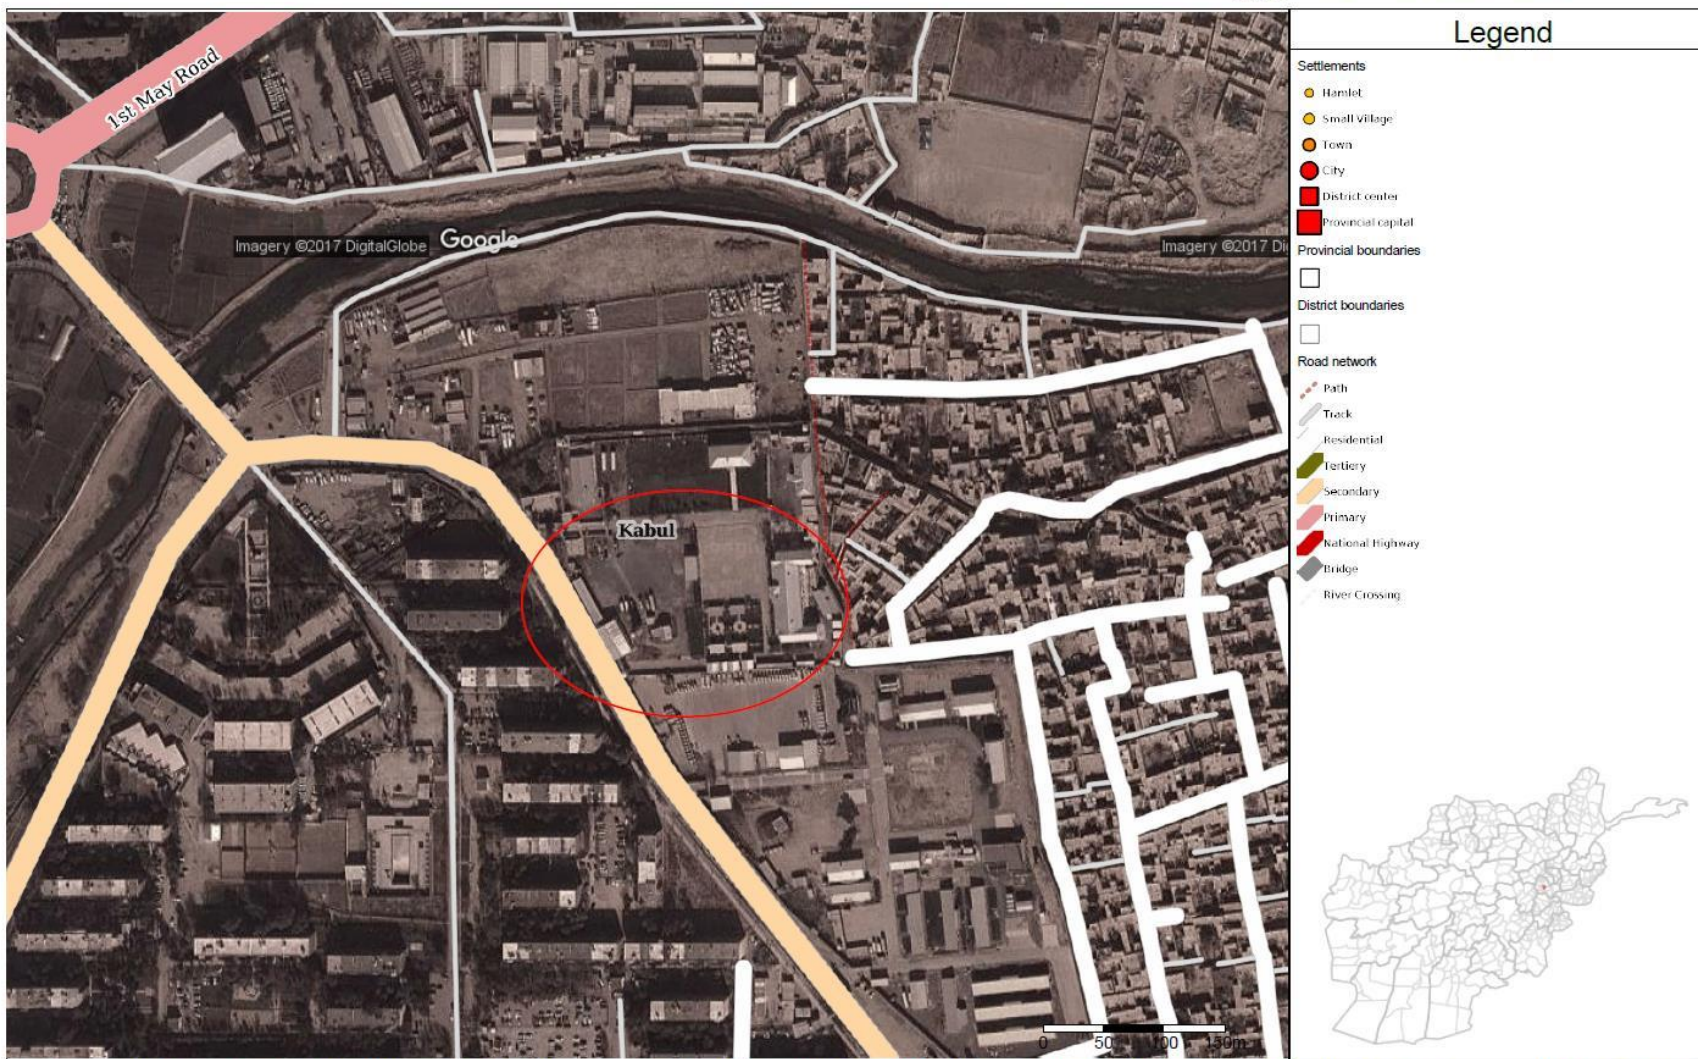 1st May Road
Imagery ©2017 DigitalGlobe
Google
Imagery ©2017 Di
Kabul
0 50 100 150m
Legend
Settlements
Hamlet
Small Village
Town
City
District center
Provincial capital
Provincial boundaries
District boundaries
Road network
Path
Track
Residential
Tertiery
Secondary
Primary
National Highway
Bridge
River Crossing